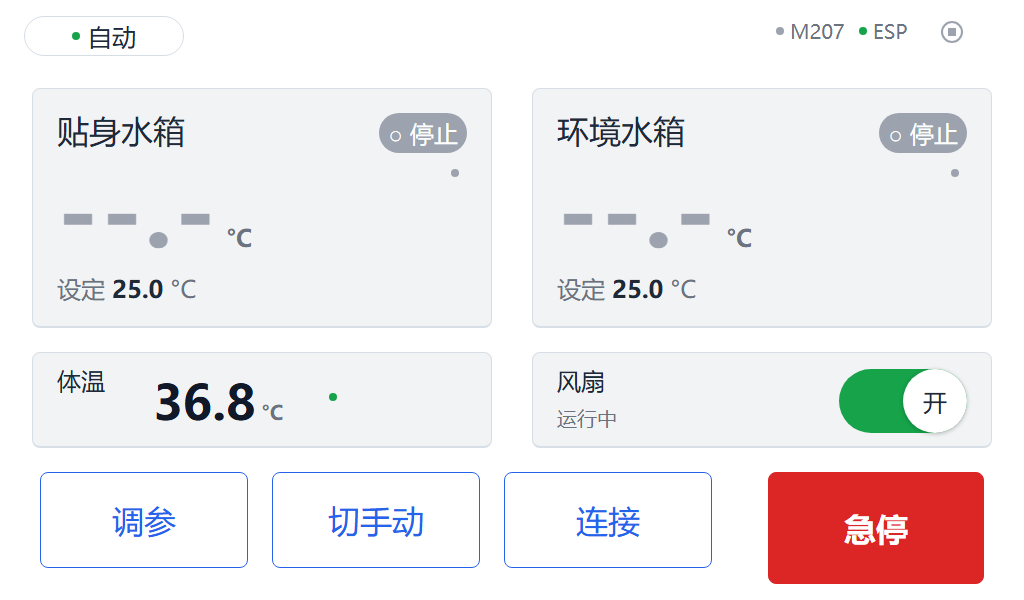 自动
M207 ESP
贴身水箱
○ 停止
--.- °C
设定 25.0 °C
环境水箱
○ 停止
--.- °C
设定 25.0 °C
体温
36.8 °C
风扇
运行中
开
调参
切手动
连接
急停